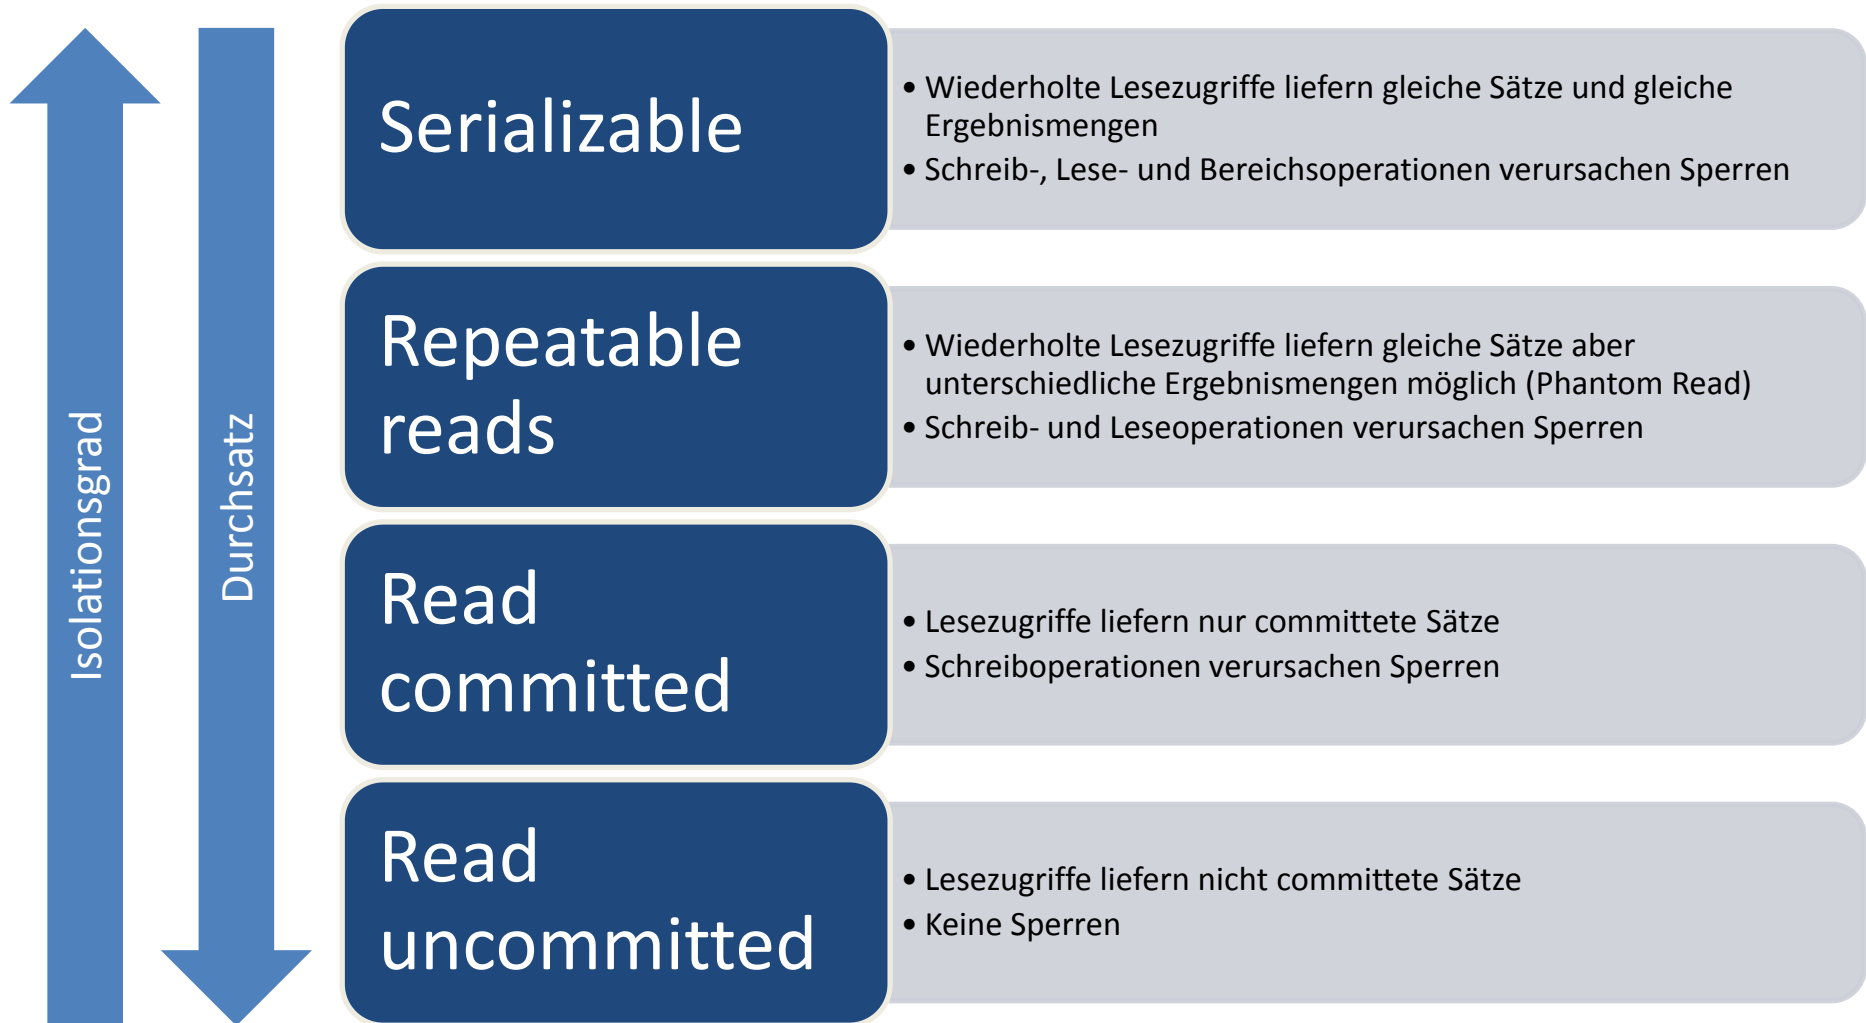 Isolationsgrad
Durchsatz
Serializable
• Wiederholte Lesezugriffe liefern gleiche Sätze und gleiche
Ergebnismengen
• Schreib-, Lese- und Bereichsoperationen verursachen Sperren
Repeatable
reads
• Wiederholte Lesezugriffe liefern gleiche Sätze aber
unterschiedliche Ergebnismengen möglich (Phantom Read)
• Schreib- und Leseoperationen verursachen Sperren
Read
committed
• Lesezugriffe liefern nur committete Sätze
• Schreiboperationen verursachen Sperren
Read
uncommitted
• Lesezugriffe liefern nicht committete Sätze
• Keine Sperren